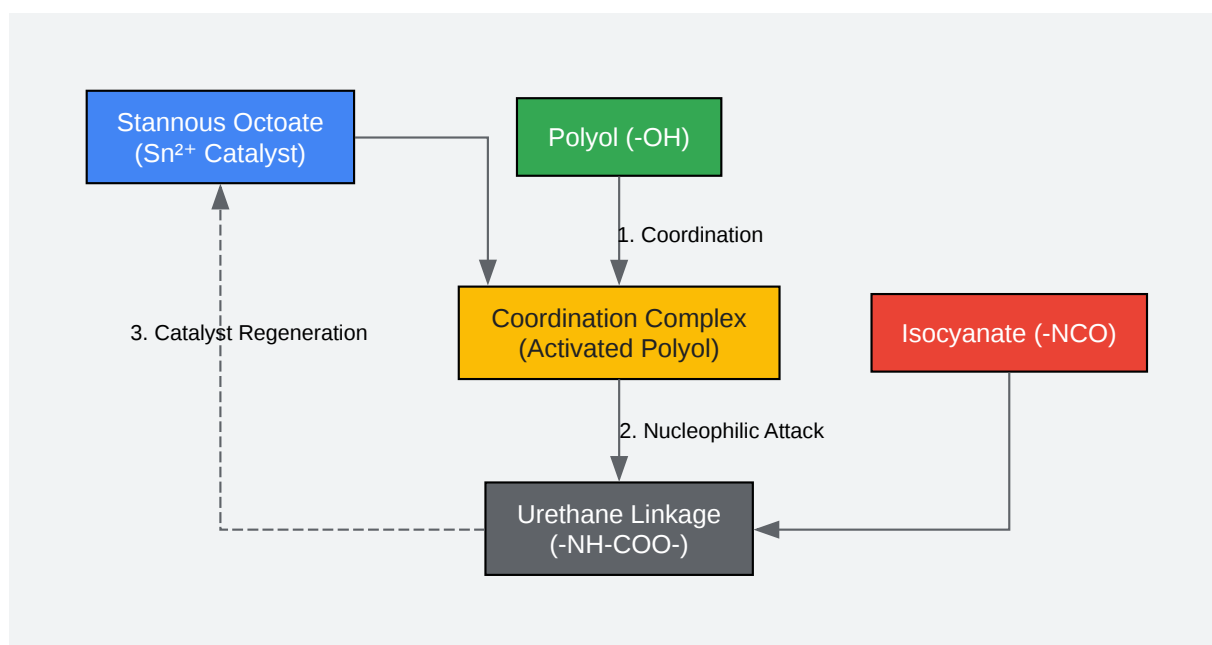 Stannous Octoate
(Sn²⁺ Catalyst)
Polyol (-OH)
1. Coordination
Coordination Complex
(Activated Polyol)
Isocyanate (-NCO)
3. Catalyst Regeneration
2. Nucleophilic Attack
Urethane Linkage
(-NH-COO-)